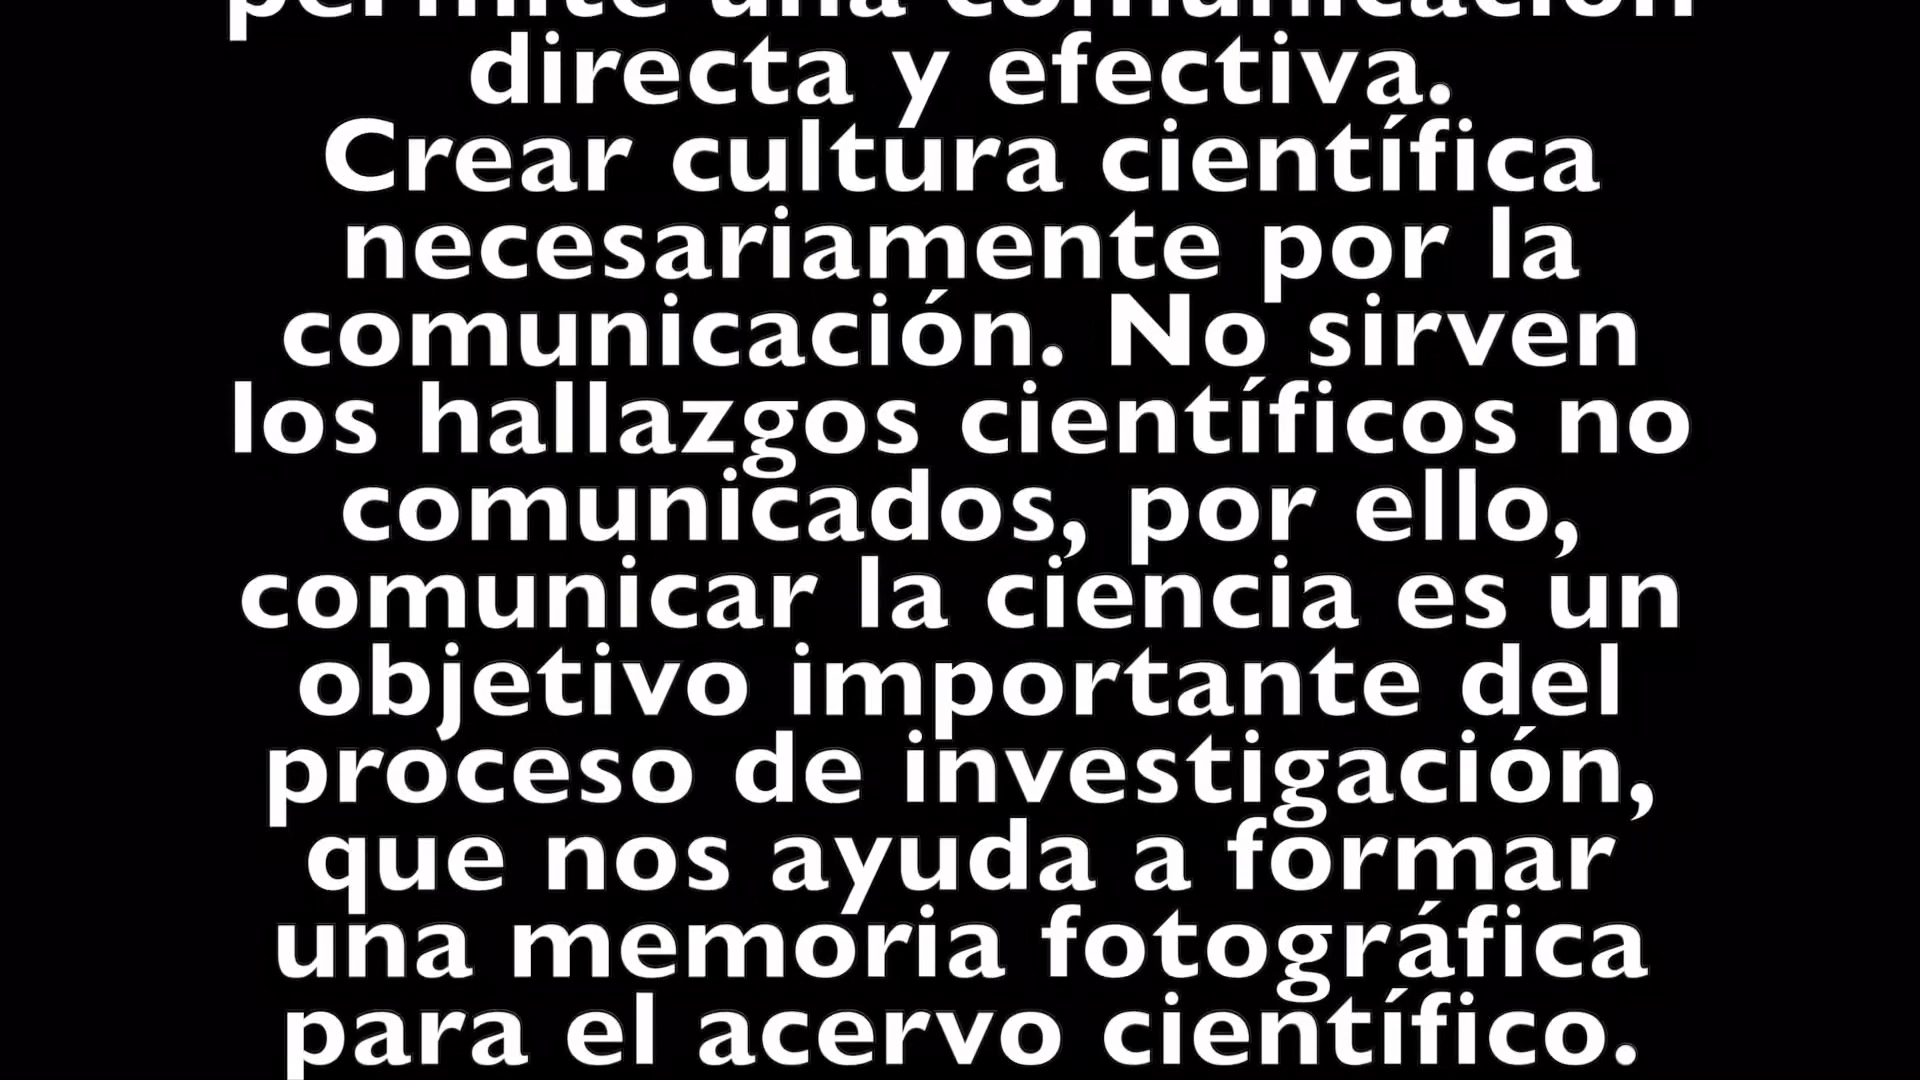 permite una comunicación
directa y efectiva.
Crear cultura científica
necesariamente por la
comunicación. No sirven
los hallazgos científicos no
comunicados, por ello,
comunicar la ciencia es un
objetivo importante del
proceso de investigación,
que nos ayuda a formar
una memoria fotográfica
para el acervo científico.